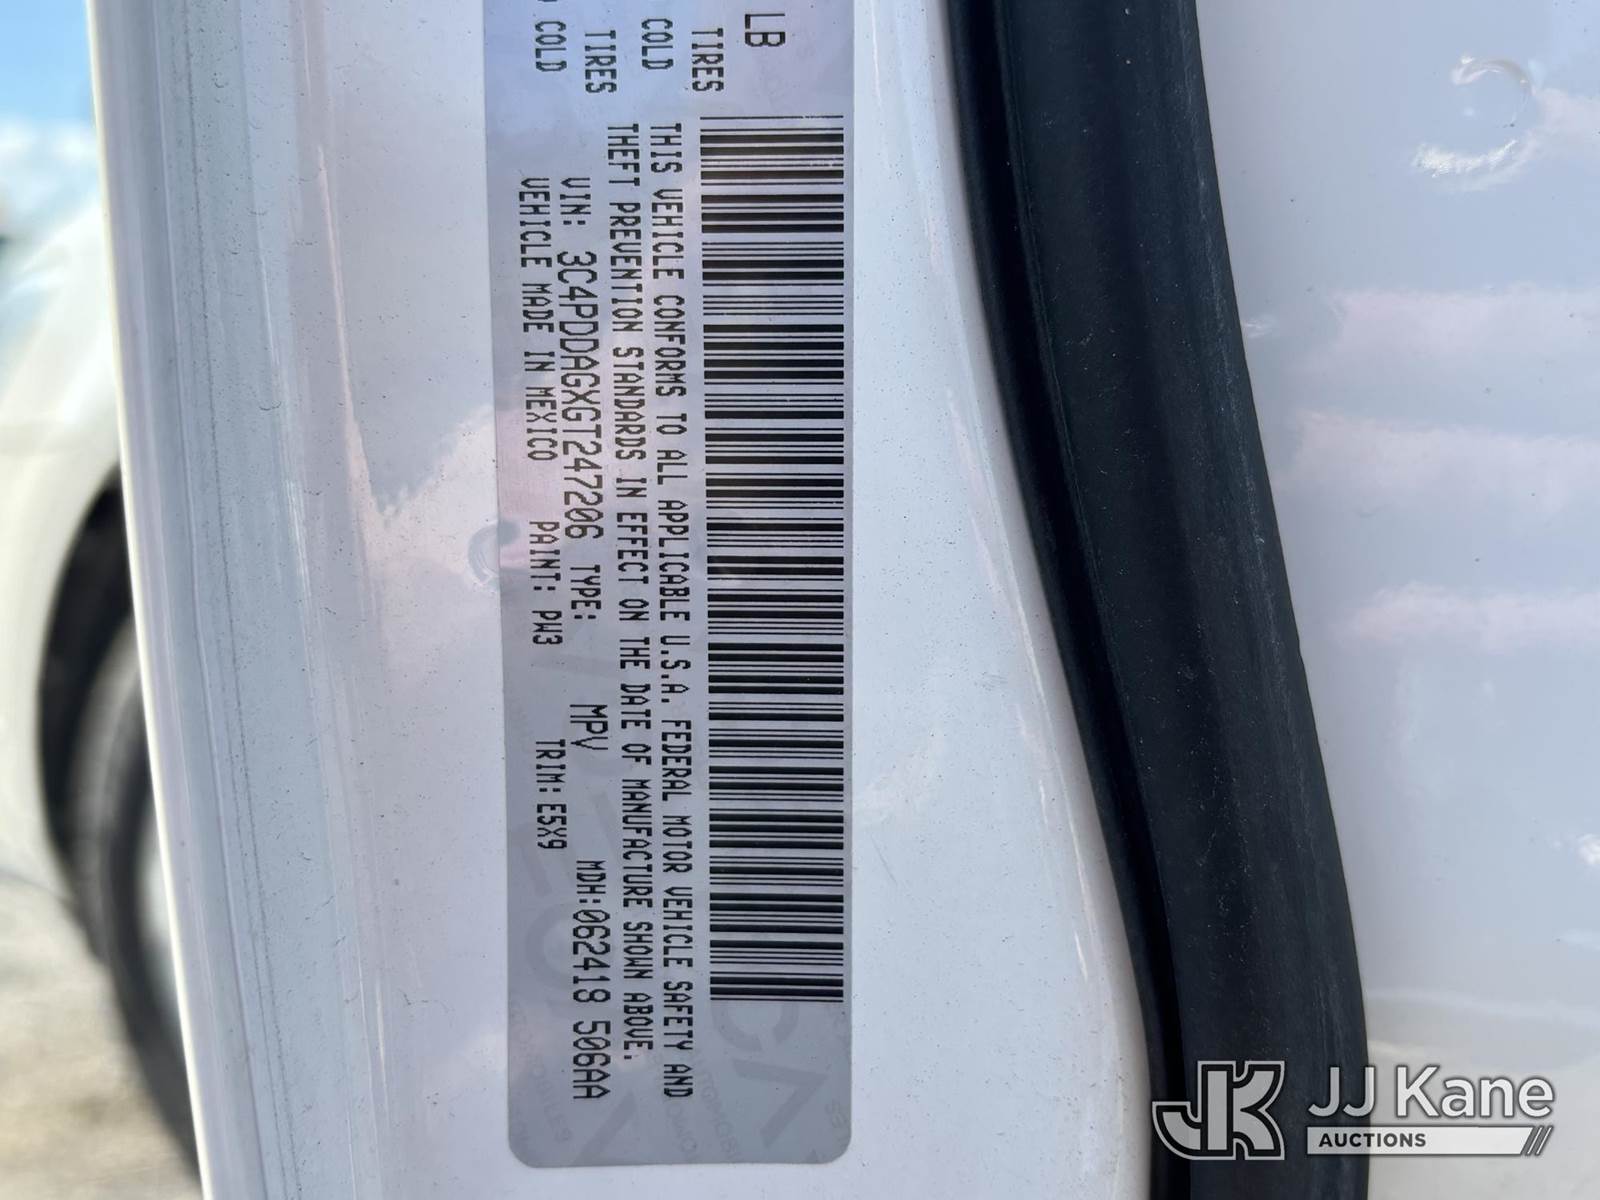 LB
TIRES
COLD
TIRES
COLD
THIS VEHICLE CONFORMS TO ALL APPLICABLE U.S.A. FEDERAL MOTOR VEHICLE SAFETY AND
THEFT PREVENTION STANDARDS IN EFFECT ON THE DATE OF MANUFACTURE SHOWN ABOVE.
VIN: 3C4PDDAGXGT247206 TYPE: MPV MDH: 062418 506AA
VEHICLE MADE IN MEXICO PAINT: PW3 TRIM: E5X9
JK JJ Kane
AUCTIONS